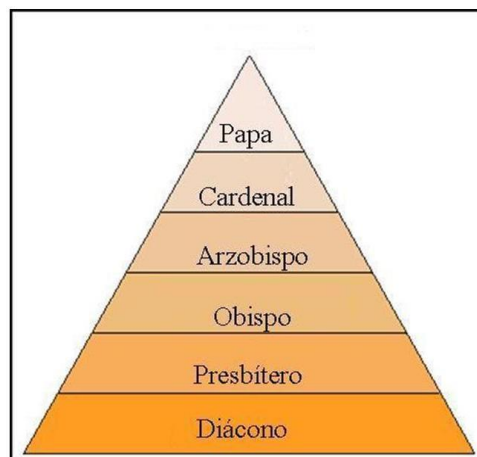 Papa
Cardenal
Arzobispo
Obispo
Presbítero
Diácono